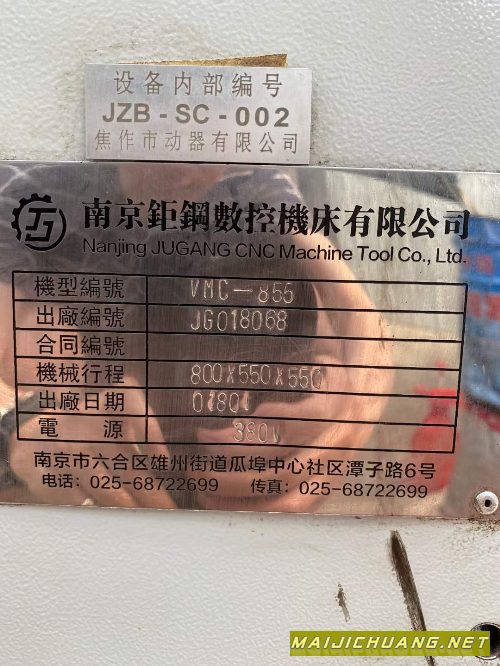 设备内部编号
JZB-SC-002
焦作市动器有限公司
南京鉅鋼數控機床有限公司
Nanjing JUGANG CNC Machine Tool Co., Ltd.
機型編號 VMC-855
出廠編號 JG018068
合同編號
機械行程 800X550X550
出廠日期
電源 380V
南京市六合区雄州街道瓜埠中心社区潭子路6号
电话：025-68722699 传真：025-68722699
MAIJICHUANG.NET